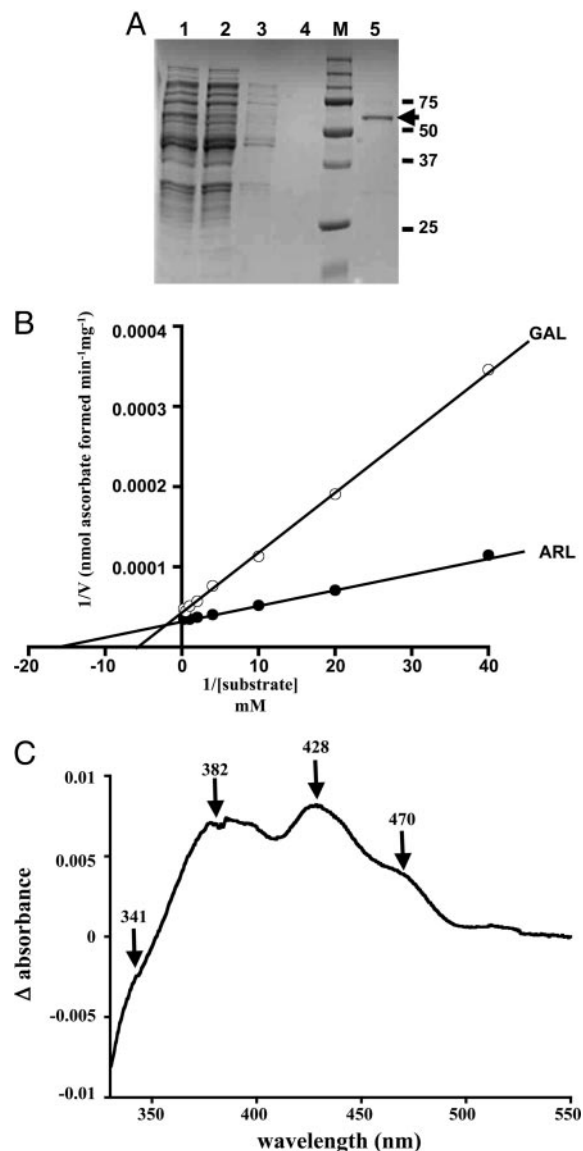 A
1 2 3 4 M 5
75
50
37
25
B
1/V (nmol ascorbate formed min⁻¹mg⁻¹)
0.0004
0.0003
0.0002
0.0001
GAL
ARL
-20 -10 0 10 20 30 40
1/[substrate]
mM
C
Δ absorbance
0.01
0.005
0
-0.005
-0.01
341
382
428
470
350 400 450 500 550
wavelength (nm)